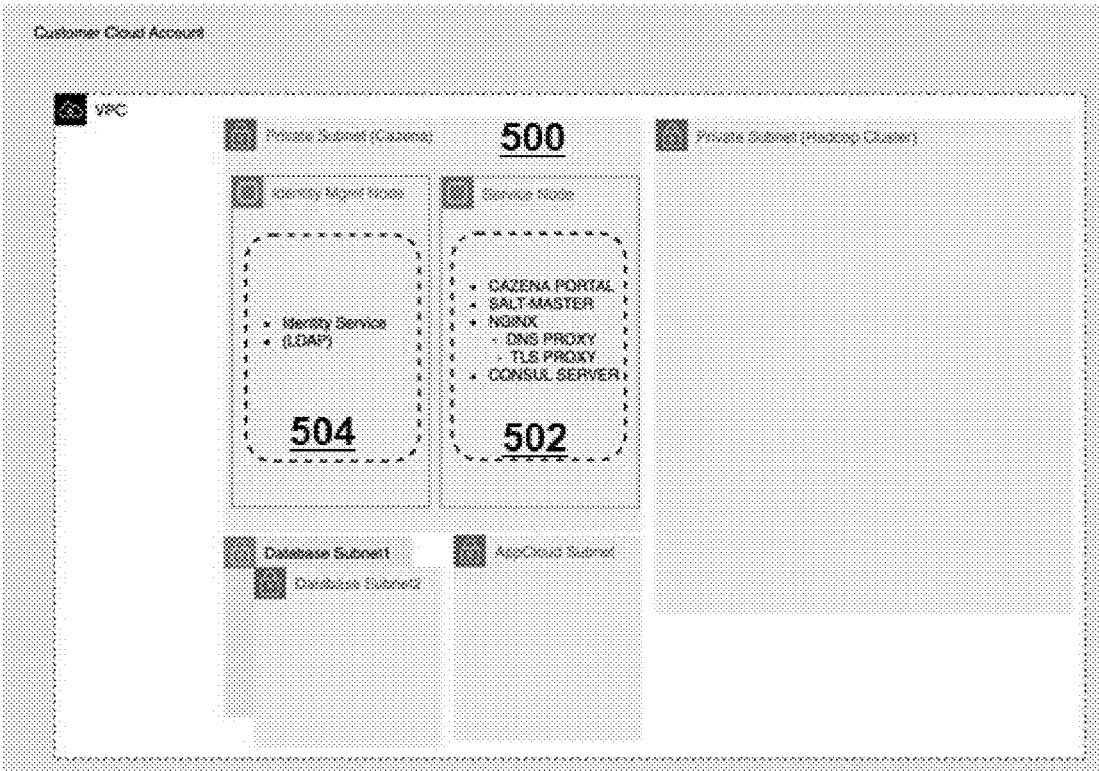 Customer Cloud Account
VPC
Private Subnet (Cazena)
500
Private Subnet (Hadoop Cluster)
Identity Mgmt Node
Service Node
• Identity Service
• (LDAP)
504
• CAZENA PORTAL
• SALT-MASTER
• NGINX
- DNS PROXY
- TLS PROXY
• CONSUL SERVER
502
Database Subnet1
Database Subnet2
AppCloud Subnet